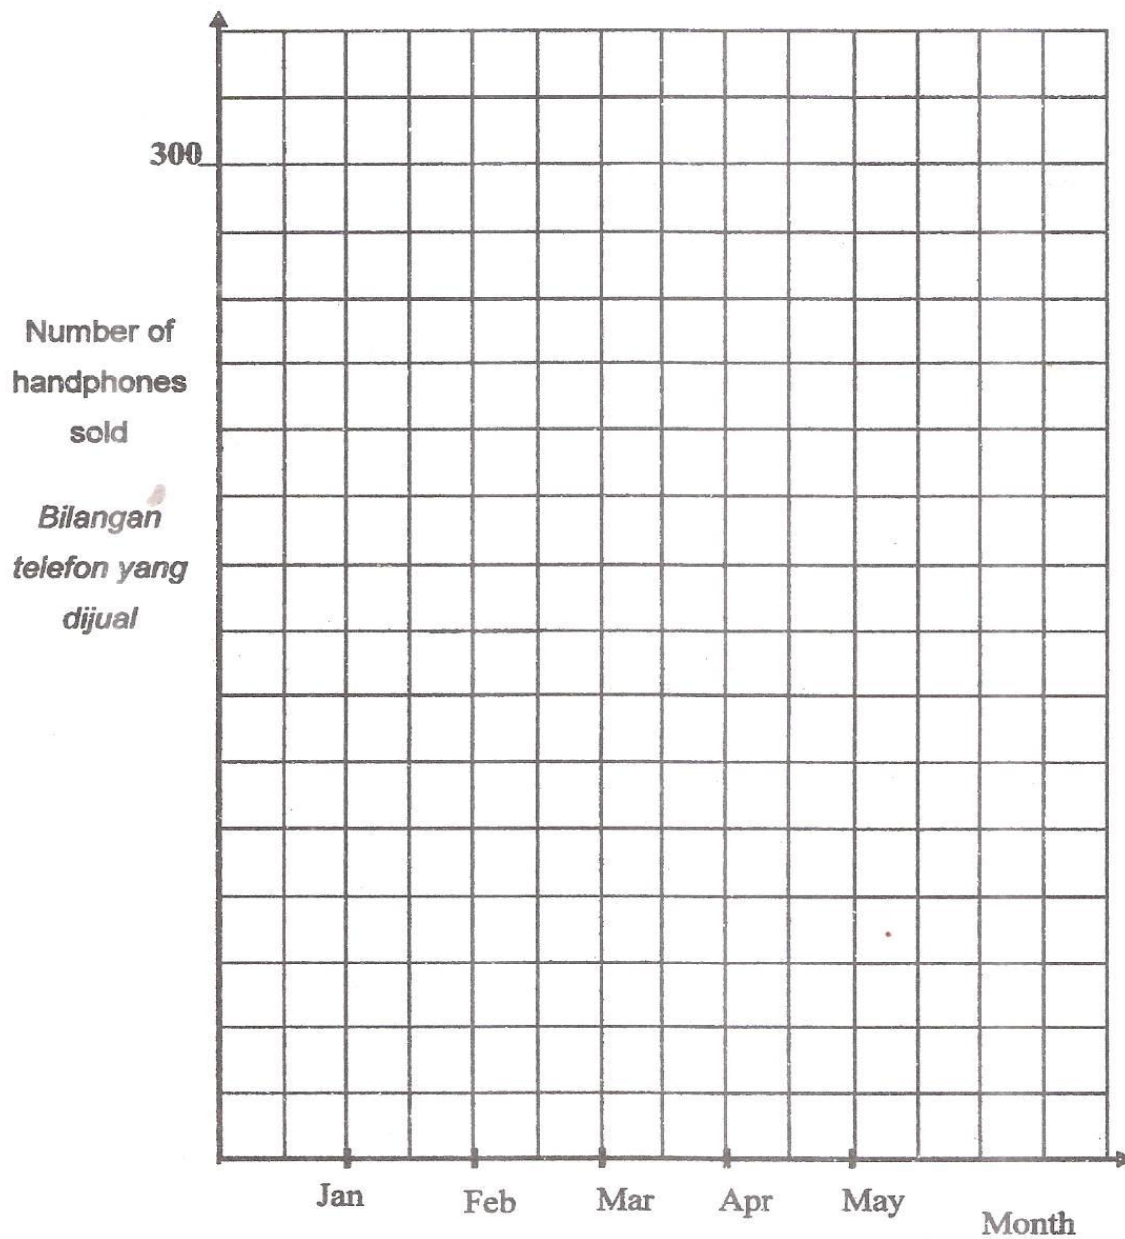 300
Number of
handphones
sold
Bilangan
telefon yang
dijual
Jan Feb Mar Apr May
Month